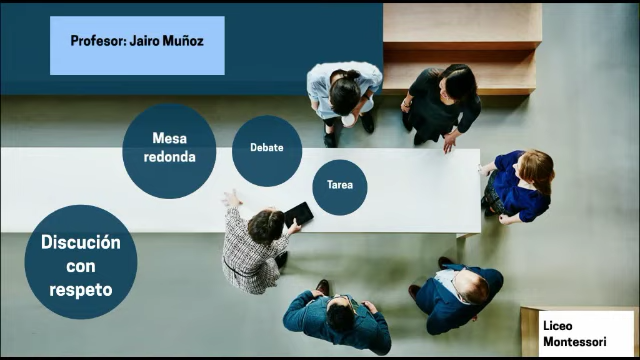 Profesor: Jairo Muñoz
Mesa
redonda
Debate
Tarea
Discución
con
respeto
Liceo
Montessori